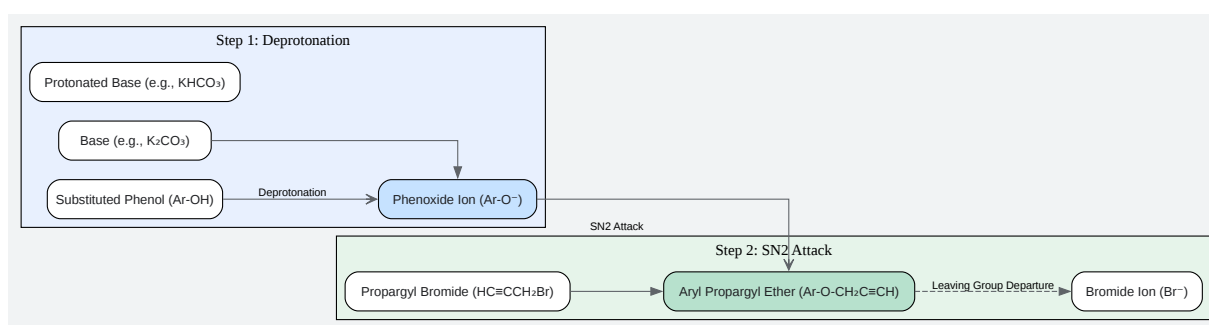 Step 1: Deprotonation
Protonated Base (e.g., KHCO₃)
Base (e.g., K₂CO₃)
Substituted Phenol (Ar-OH)
Deprotonation
Phenoxide Ion (Ar-O⁻)
SN2 Attack
Step 2: SN2 Attack
Propargyl Bromide (HC≡CCH₂Br)
Aryl Propargyl Ether (Ar-O-CH₂C≡CH)
Leaving Group Departure
Bromide Ion (Br⁻)